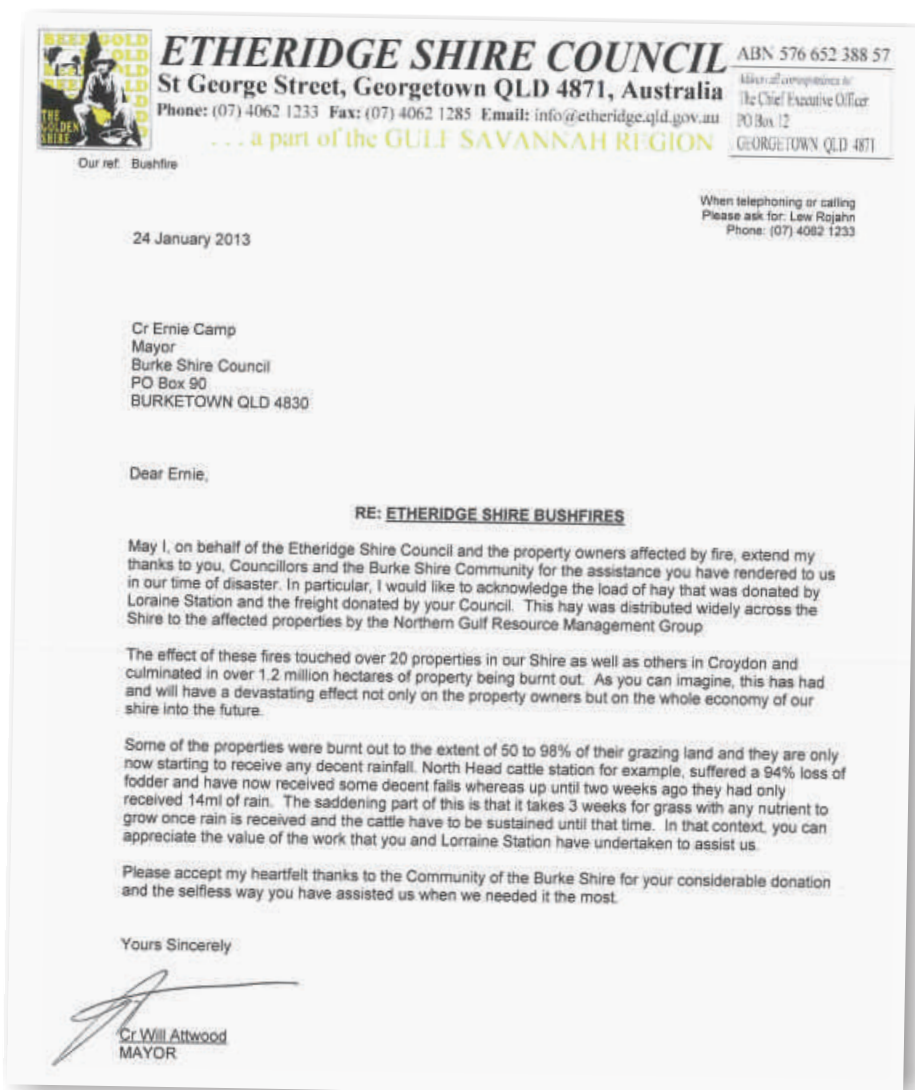 THE GOLDEN SHIRE
ETHERIDGE SHIRE COUNCIL
St George Street, Georgetown QLD 4871, Australia
Phone: (07) 4062 1233 Fax: (07) 4062 1285 Email: info@etheridge.qld.gov.au
. . . a part of the GULF SAVANNAH REGION
ABN 576 652 388 57
The Chief Executive Officer
PO Box 12
GEORGETOWN QLD 4871
Our ref: Bushfire
When telephoning or calling
Please ask for: Lew Rojahn
Phone: (07) 4062 1233
24 January 2013
Cr Ernie Camp
Mayor
Burke Shire Council
PO Box 90
BURKETOWN QLD 4830
Dear Ernie,
RE: ETHERIDGE SHIRE BUSHFIRES
May I, on behalf of the Etheridge Shire Council and the property owners affected by fire, extend my
thanks to you, Councillors and the Burke Shire Community for the assistance you have rendered to us
in our time of disaster. In particular, I would like to acknowledge the load of hay that was donated by
Loraine Station and the freight donated by your Council. This hay was distributed widely across the
Shire to the affected properties by the Northern Gulf Resource Management Group
The effect of these fires touched over 20 properties in our Shire as well as others in Croydon and
culminated in over 1.2 million hectares of property being burnt out. As you can imagine, this has had
and will have a devastating effect not only on the property owners but on the whole economy of our
shire into the future.
Some of the properties were burnt out to the extent of 50 to 98% of their grazing land and they are only
now starting to receive any decent rainfall. North Head cattle station for example, suffered a 94% loss of
fodder and have now received some decent falls whereas up until two weeks ago they had only
received 14ml of rain. The saddening part of this is that it takes 3 weeks for grass with any nutrient to
grow once rain is received and the cattle have to be sustained until that time. In that context, you can
appreciate the value of the work that you and Lorraine Station have undertaken to assist us.
Please accept my heartfelt thanks to the Community of the Burke Shire for your considerable donation
and the selfless way you have assisted us when we needed it the most.
Yours Sincerely
Cr Will Attwood
MAYOR